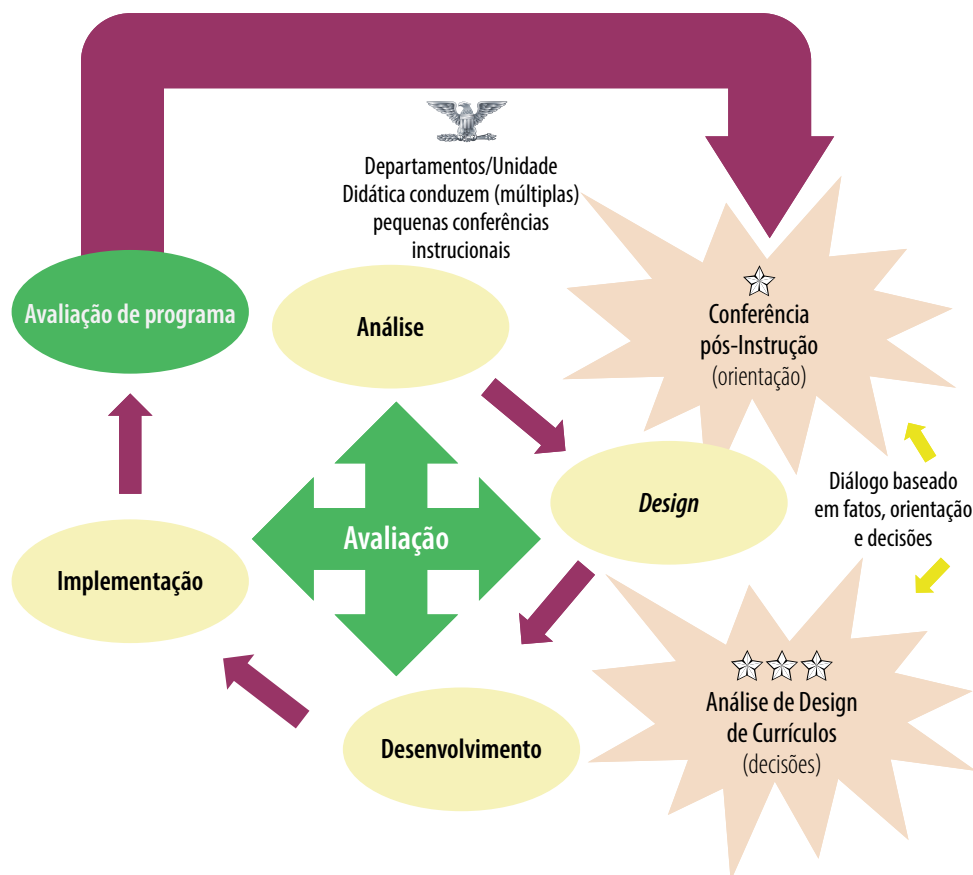 Departamentos/Unidade
Didática conduzem (múltiplas)
pequenas conferências
instrucionais
Avaliação de programa
Análise
Conferência
pós-Instrução
(orientação)
Design
Diálogo baseado
em fatos, orientação
e decisões
Avaliação
Implementação
Desenvolvimento
Análise de Design
de Currículos
(decisões)